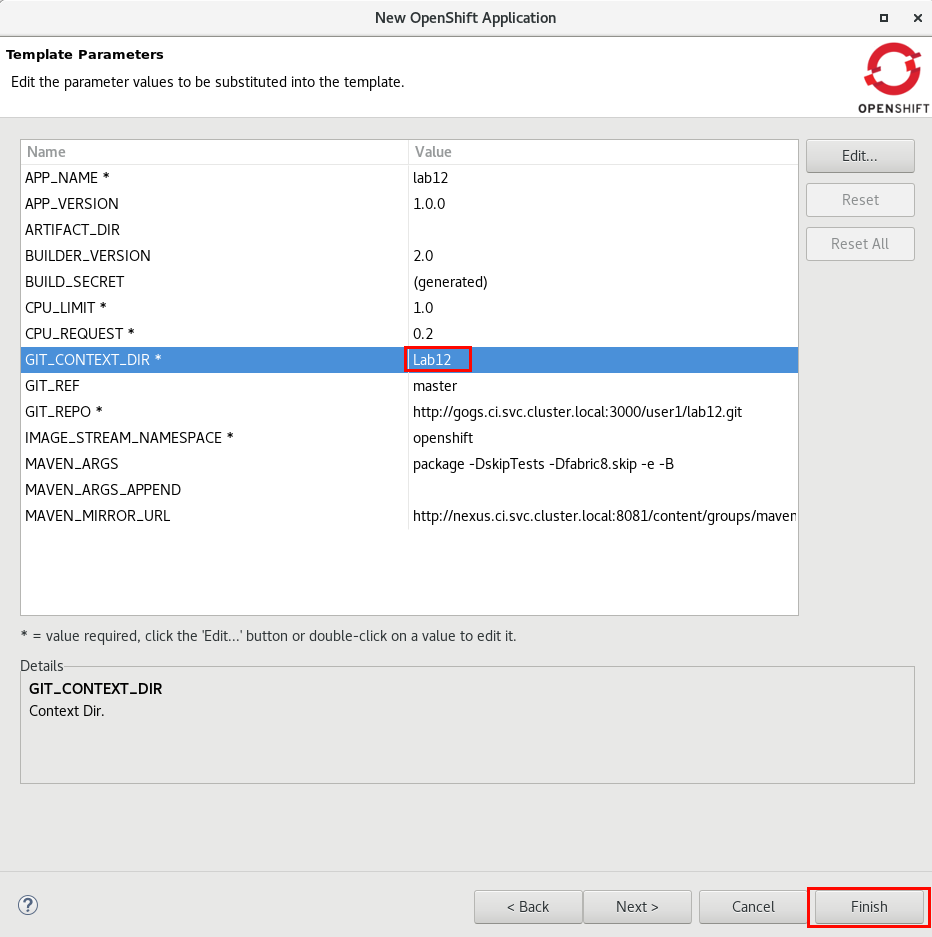 New OpenShift Application
Template Parameters
Edit the parameter values to be substituted into the template.
OPENSHIFT
Name Value
APP_NAME * lab12
APP_VERSION 1.0.0
ARTIFACT_DIR
BUILDER_VERSION 2.0
BUILD_SECRET (generated)
CPU_LIMIT * 1.0
CPU_REQUEST * 0.2
GIT_CONTEXT_DIR * Lab12
GIT_REF master
GIT_REPO * http://gogs.ci.svc.cluster.local:3000/user1/lab12.git
IMAGE_STREAM_NAMESPACE * openshift
MAVEN_ARGS package -DskipTests -Dfabric8.skip -e -B
MAVEN_ARGS_APPEND
MAVEN_MIRROR_URL http://nexus.ci.svc.cluster.local:8081/content/groups/maven
Edit...
Reset
Reset All
* = value required, click the 'Edit...' button or double-click on a value to edit it.
Details
GIT_CONTEXT_DIR
Context Dir.
?
< Back
Next >
Cancel
Finish